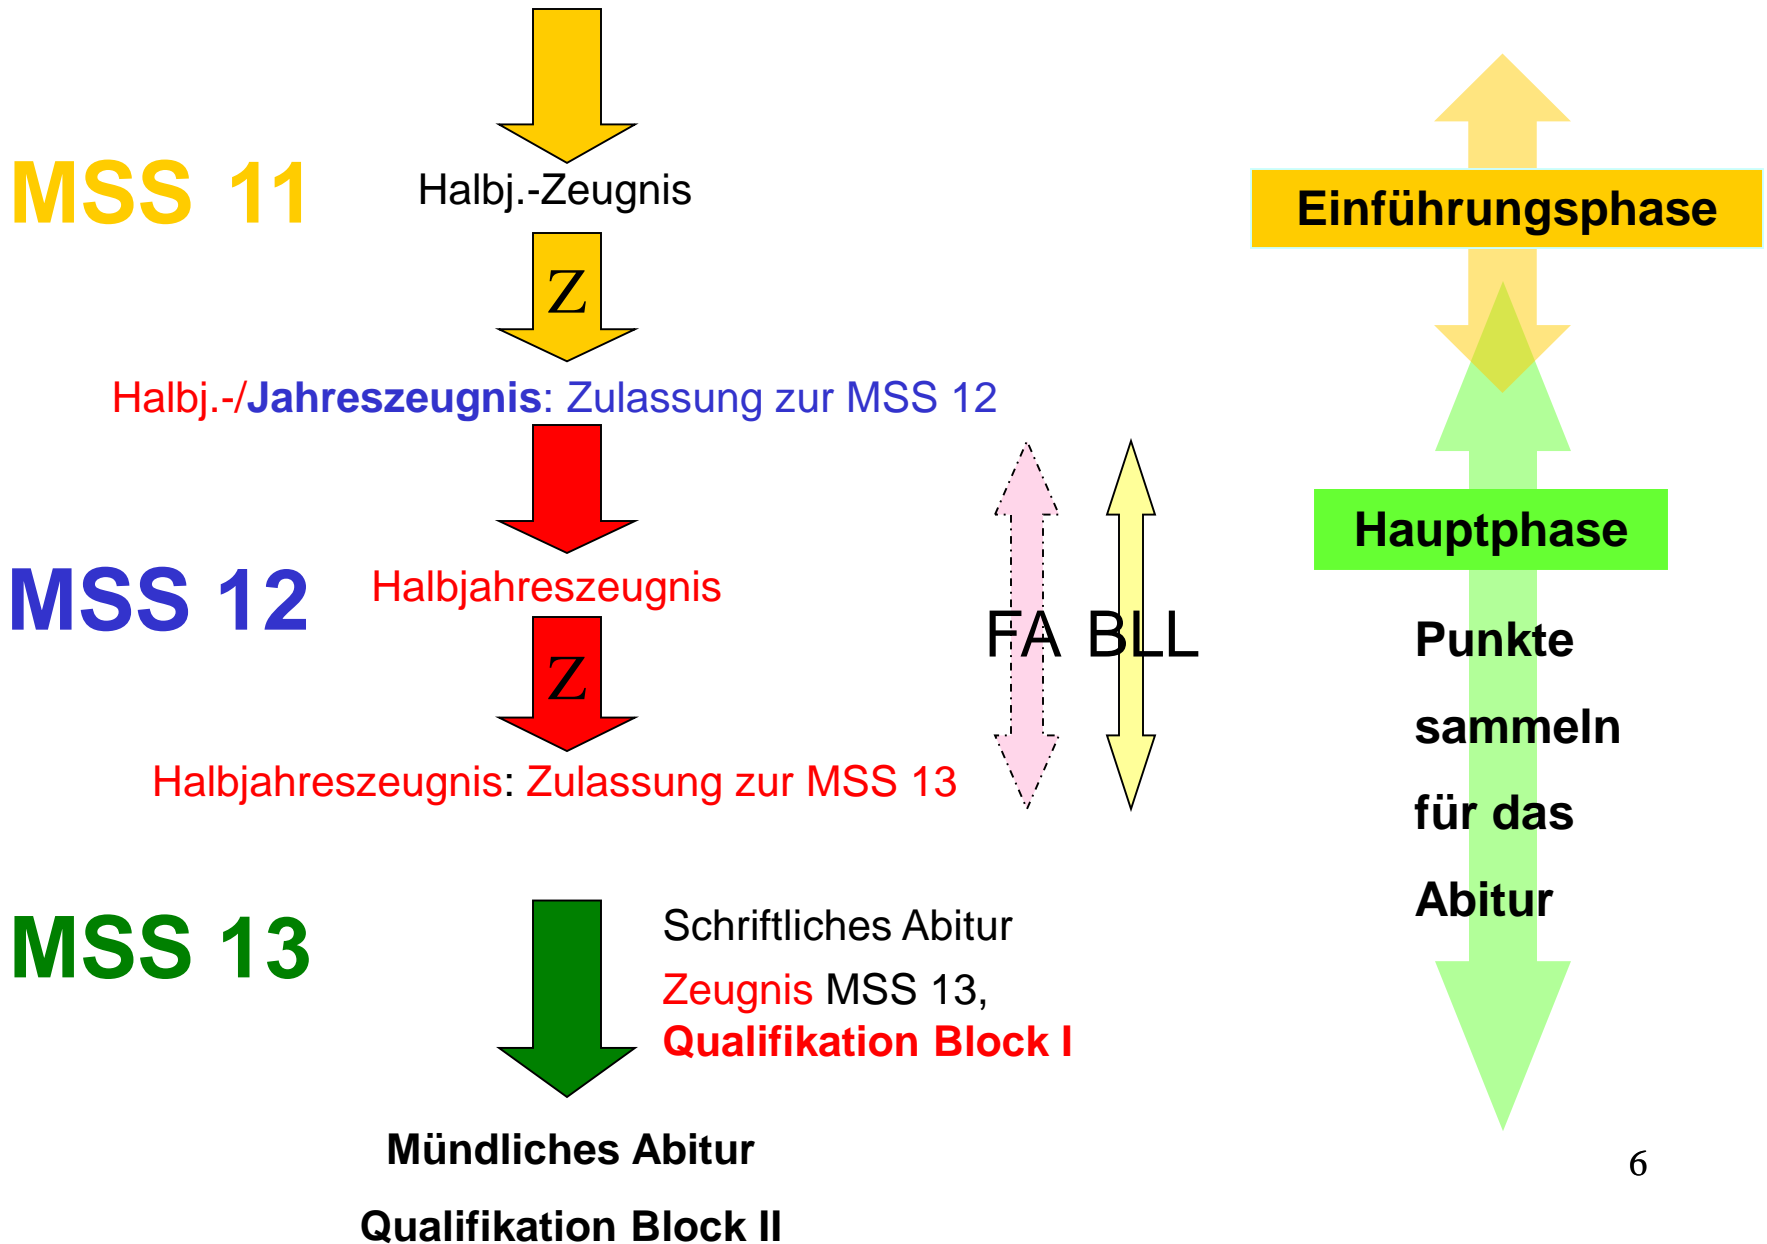 MSS 11
Halbj.-Zeugnis
Einführungsphase
Z
Halbj.-/Jahreszeugnis: Zulassung zur MSS 12
Hauptphase
MSS 12
Halbjahreszeugnis
FA BLL
Punkte
sammeln
für das
Abitur
Z
Halbjahreszeugnis: Zulassung zur MSS 13
MSS 13
Schriftliches Abitur
Zeugnis MSS 13,
Qualifikation Block I
Mündliches Abitur
Qualifikation Block II
6